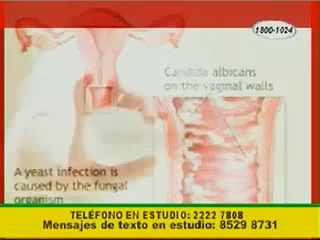 1800-1024
Candida albicans
on the vaginal walls
A yeast infection is
caused by the fungal
organism
TELÉFONO EN ESTUDIO: 2222 7808
Mensajes de texto en estudio: 8529 8731